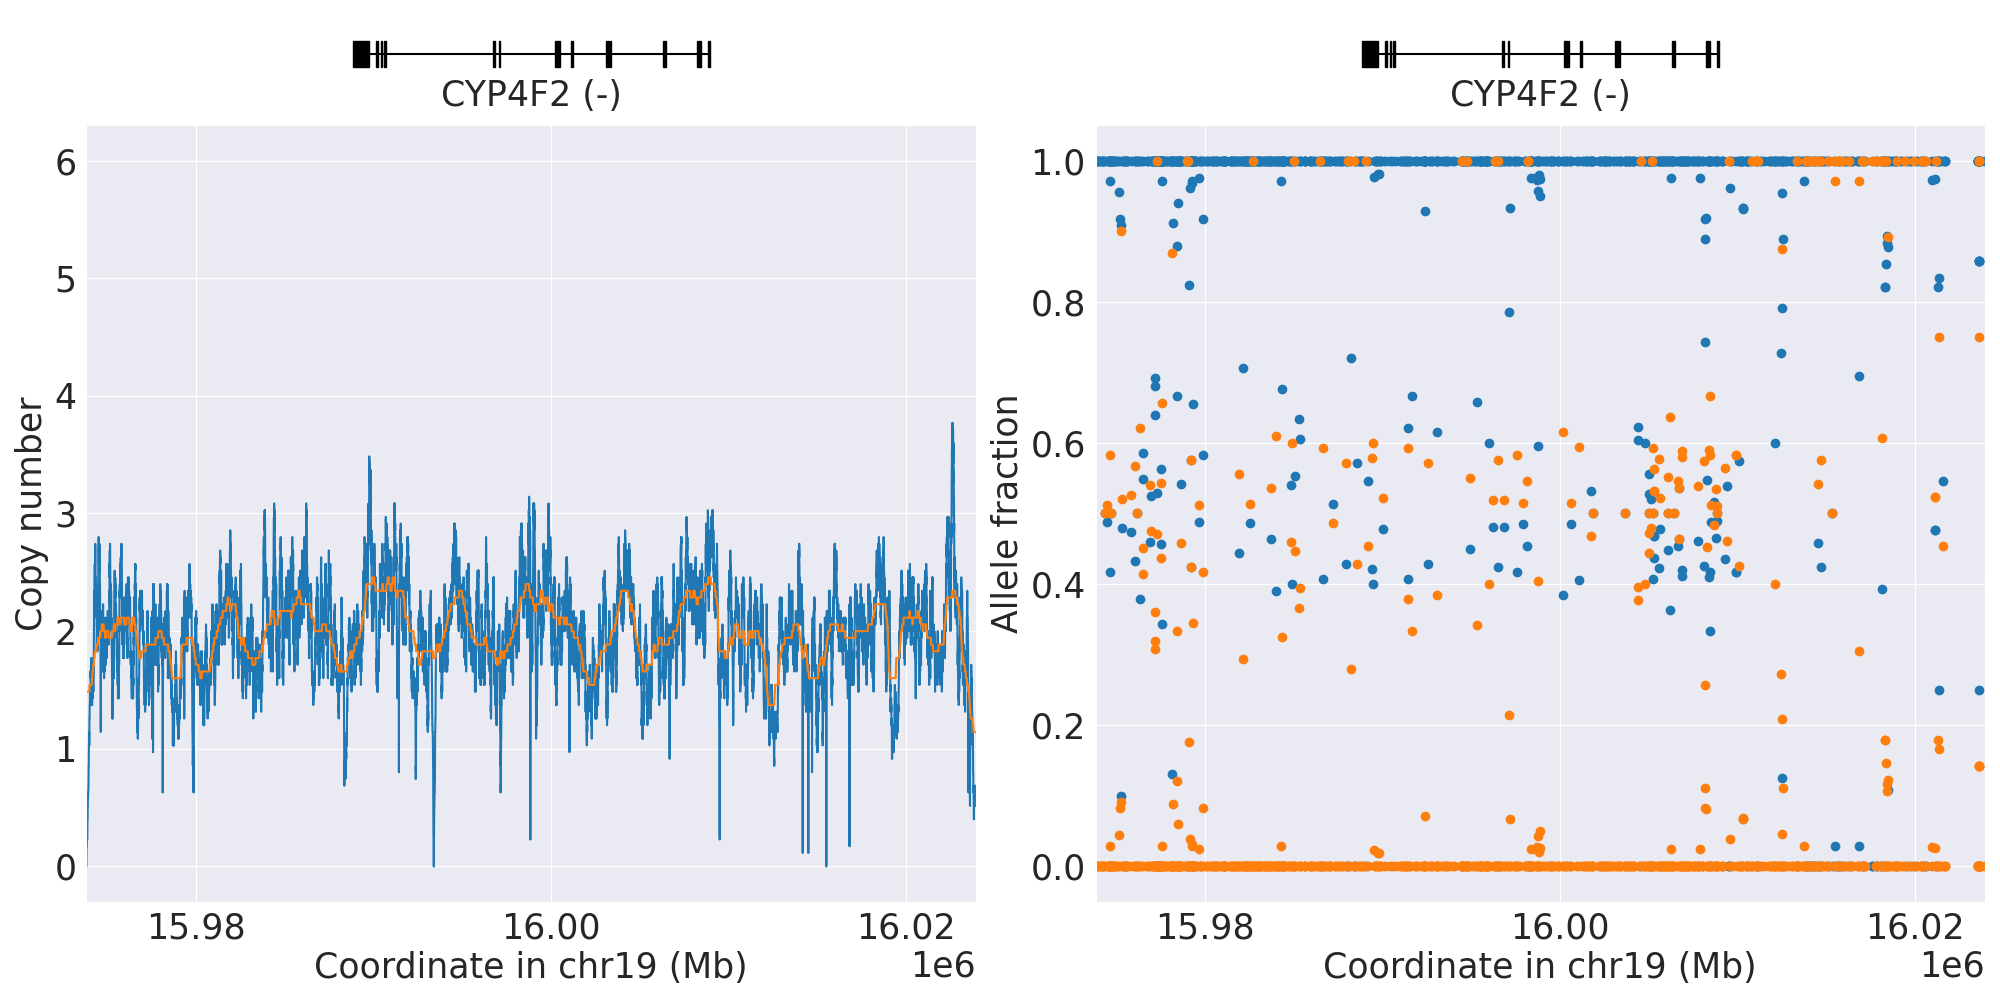 CYP4F2 (-)
Copy number
6
5
4
3
2
1
0
15.98
16.00
16.02
Coordinate in chr19 (Mb)
1e6
CYP4F2 (-)
Allele fraction
1.0
0.8
0.6
0.4
0.2
0.0
15.98
16.00
16.02
Coordinate in chr19 (Mb)
1e6